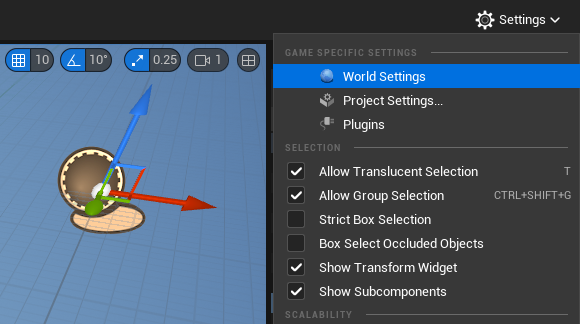 Settings
10
10°
0.25
1
GAME SPECIFIC SETTINGS
World Settings
Project Settings...
Plugins
SELECTION
Allow Translucent Selection T
Allow Group Selection CTRL+SHIFT+G
Strict Box Selection
Box Select Occluded Objects
Show Transform Widget
Show Subcomponents
SCALABILITY